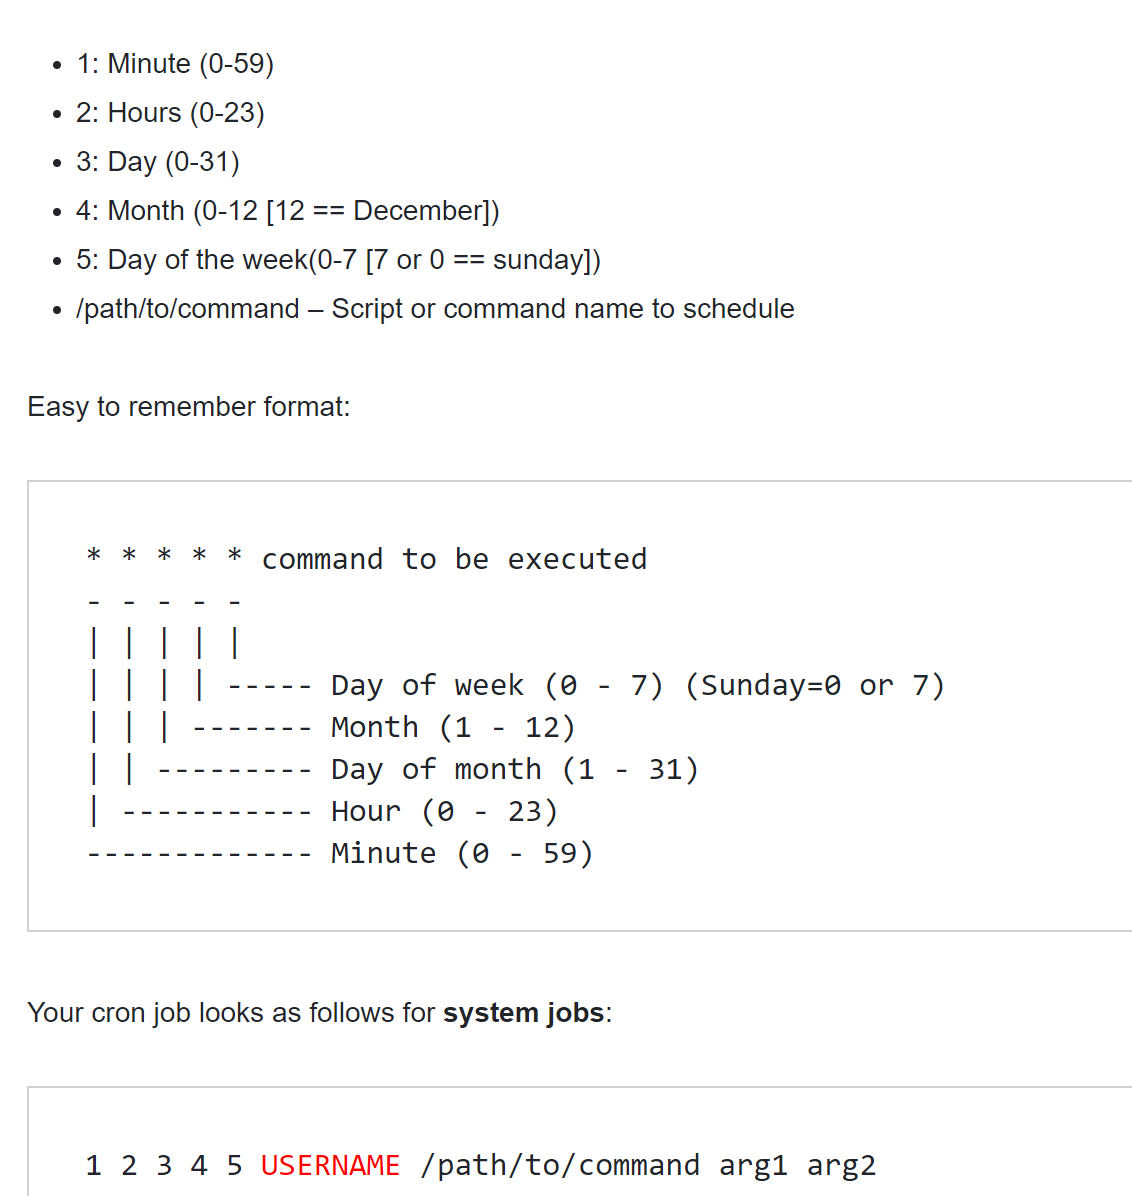 • 1: Minute (0-59)
• 2: Hours (0-23)
• 3: Day (0-31)
• 4: Month (0-12 [12 == December])
• 5: Day of the week(0-7 [7 or 0 == sunday])
• /path/to/command – Script or command name to schedule
Easy to remember format:
* * * * * command to be executed
- - - - -
| | | | |
| | | | ----- Day of week (0 - 7) (Sunday=0 or 7)
| | | ------- Month (1 - 12)
| | --------- Day of month (1 - 31)
| ----------- Hour (0 - 23)
------------- Minute (0 - 59)
Your cron job looks as follows for system jobs:
1 2 3 4 5 USERNAME /path/to/command arg1 arg2